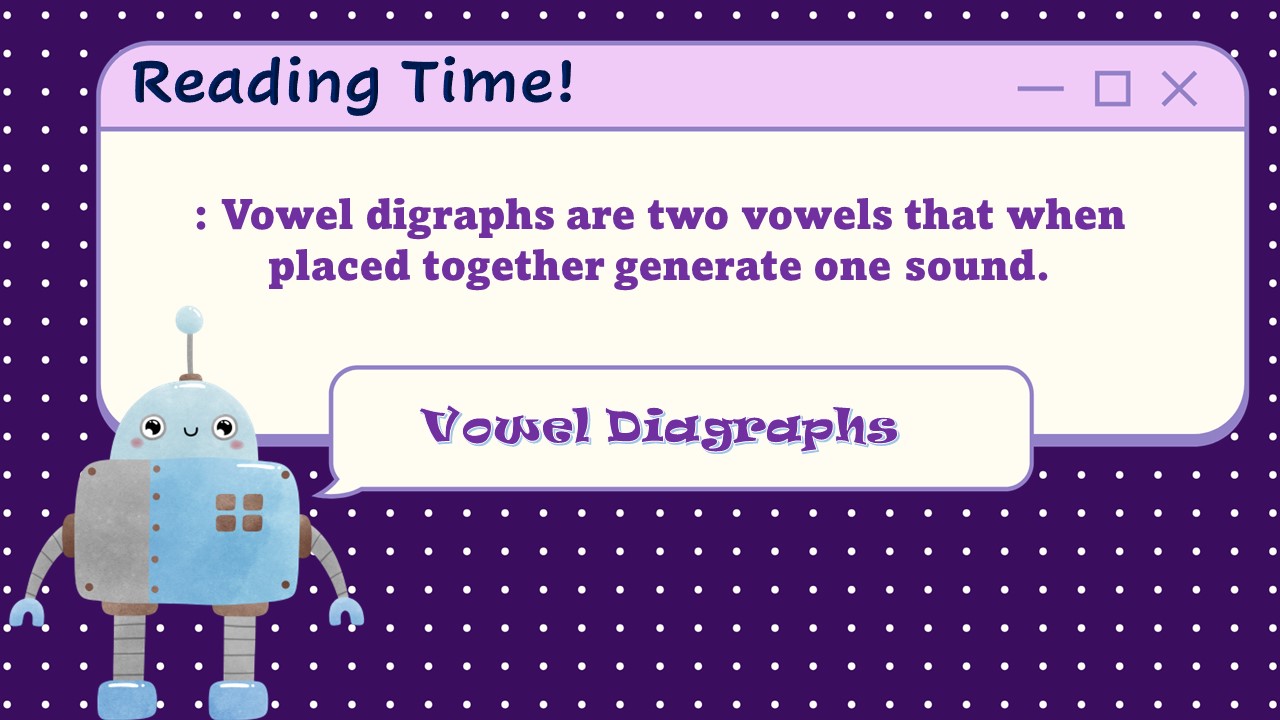 Reading Time!
: Vowel digraphs are two vowels that when
placed together generate one sound.
Vowel Diagraphs